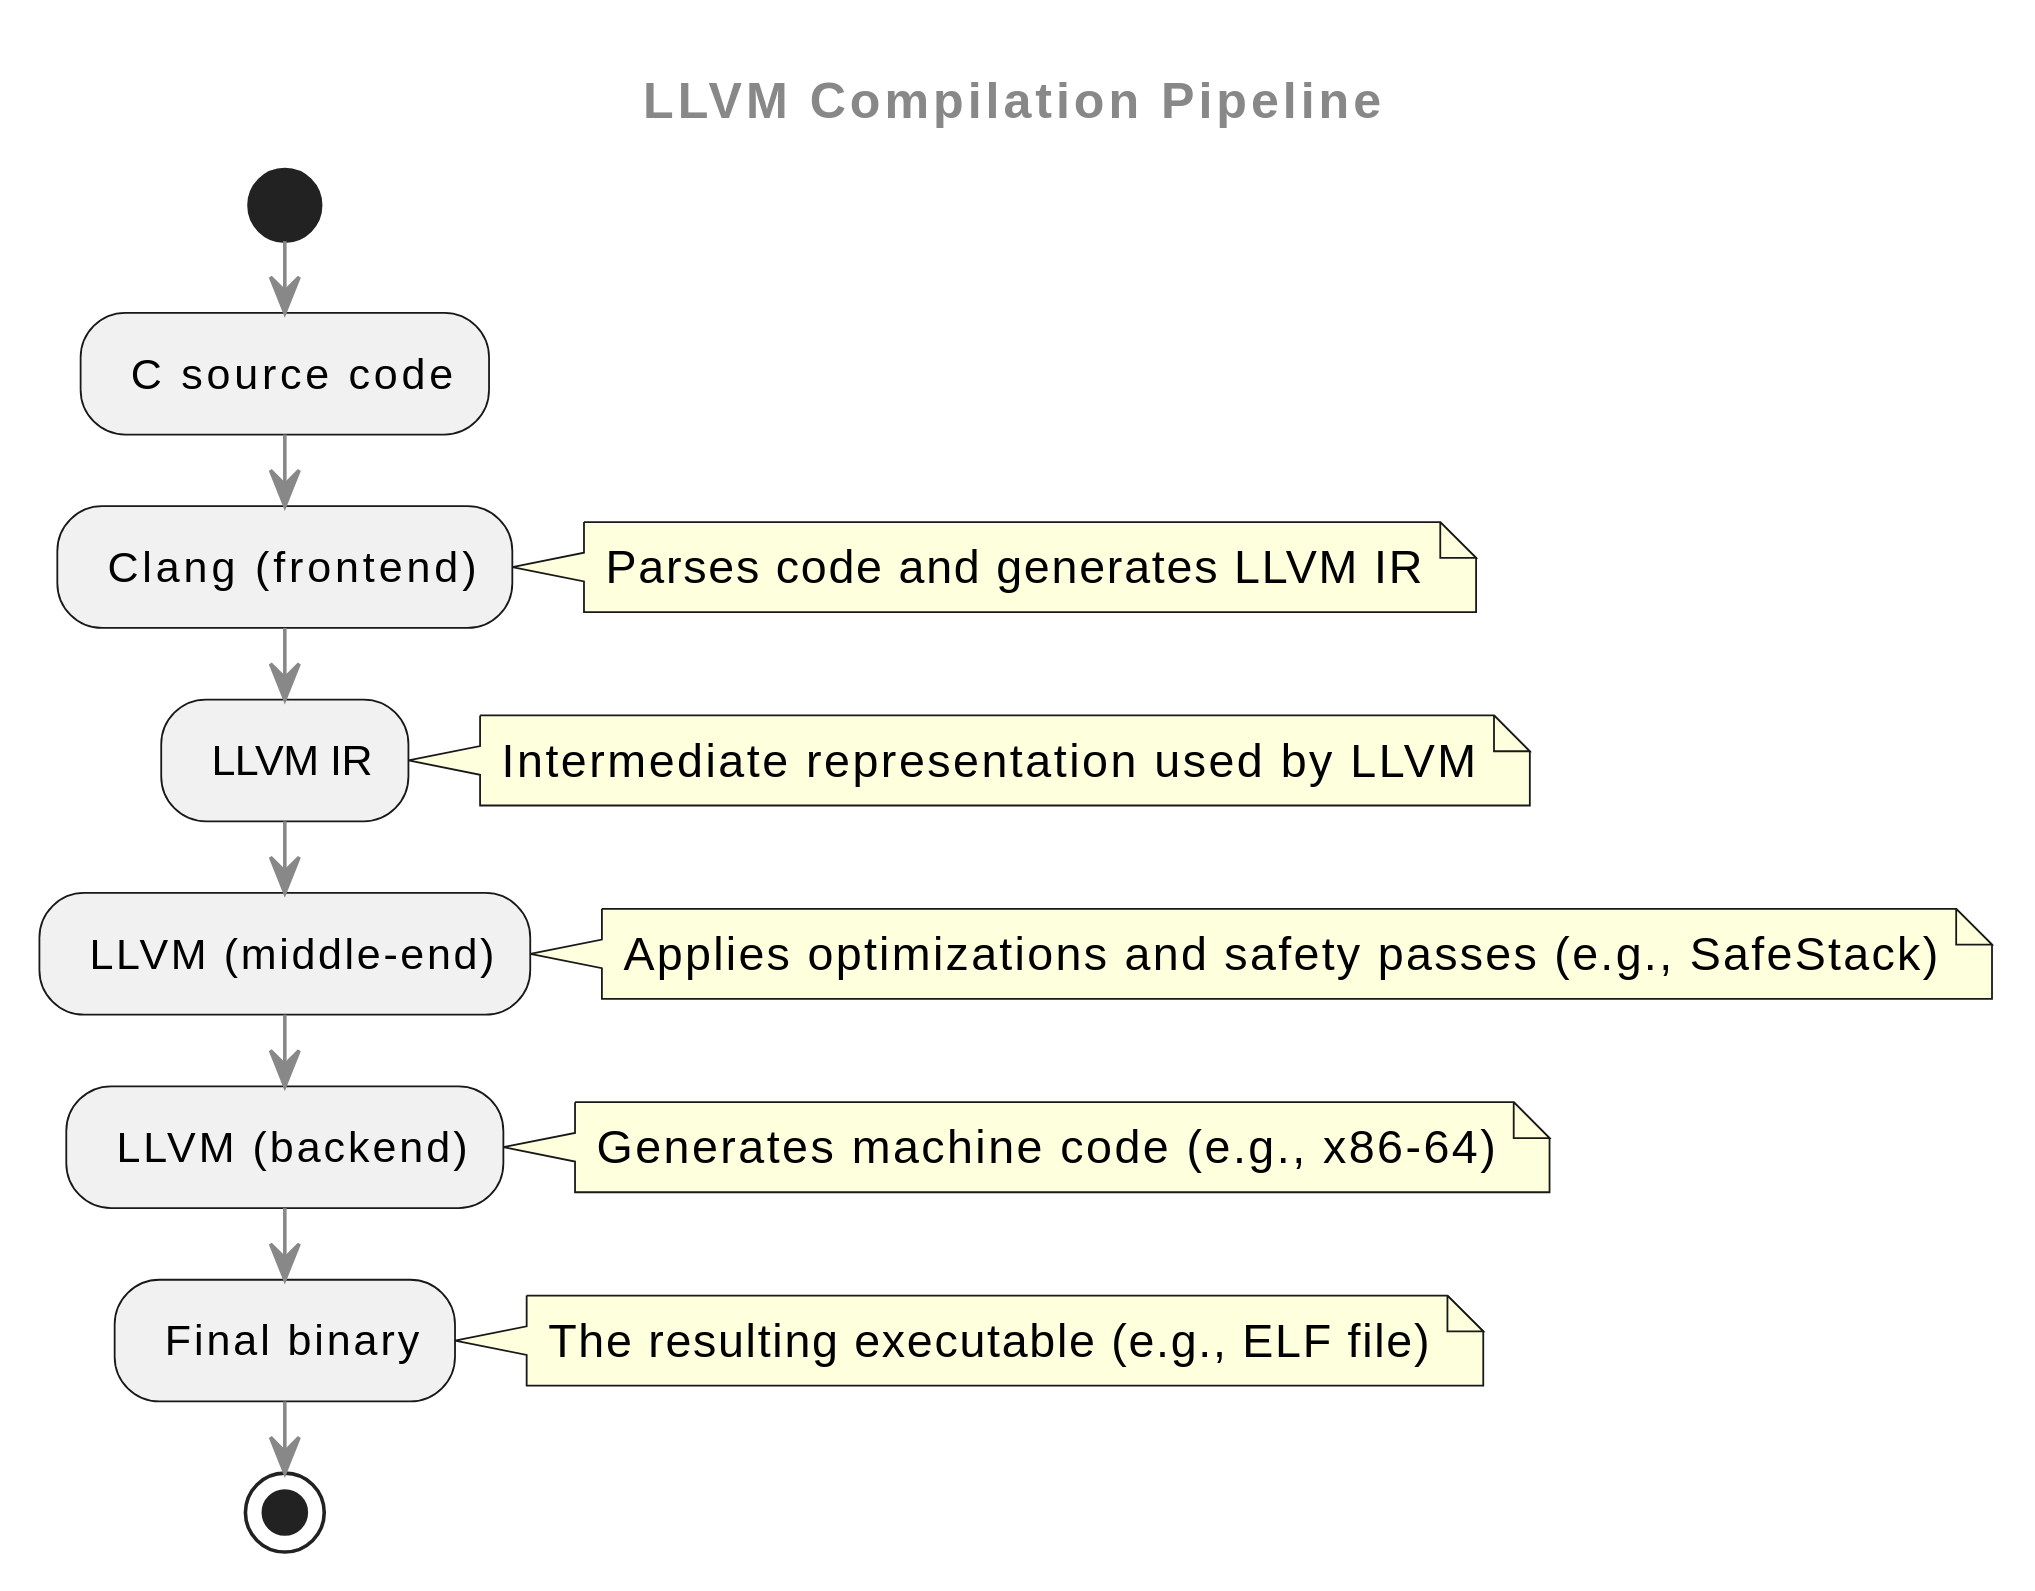 LLVM Compilation Pipeline
C source code
Clang (frontend)
Parses code and generates LLVM IR
LLVM IR
Intermediate representation used by LLVM
LLVM (middle-end)
Applies optimizations and safety passes (e.g., SafeStack)
LLVM (backend)
Generates machine code (e.g., x86-64)
Final binary
The resulting executable (e.g., ELF file)